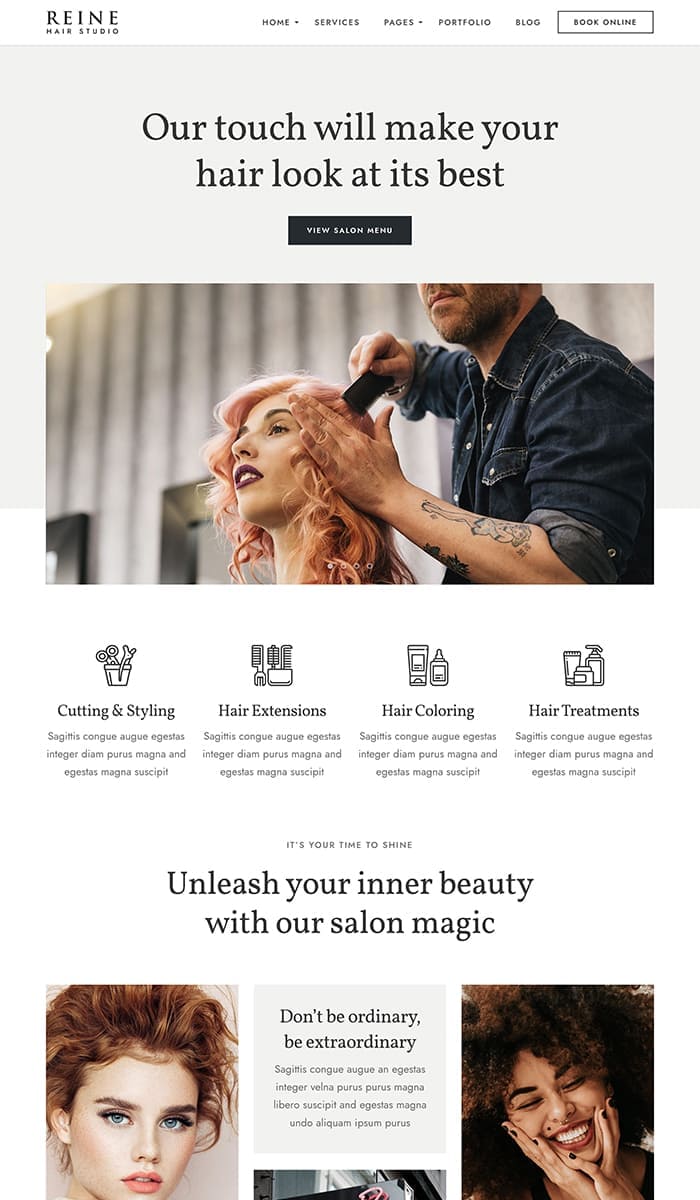 REINE
HAIR STUDIO
HOME
SERVICES
PAGES
PORTFOLIO
BLOG
BOOK ONLINE
Our touch will make your
hair look at its best
VIEW SALON MENU
Cutting & Styling
Sagittis congue augue egestas
integer diam purus magna and
egestas magna suscipit
Hair Extensions
Sagittis congue augue egestas
integer diam purus magna and
egestas magna suscipit
Hair Coloring
Sagittis congue augue egestas
integer diam purus magna and
egestas magna suscipit
Hair Treatments
Sagittis congue augue egestas
integer diam purus magna and
egestas magna suscipit
IT'S YOUR TIME TO SHINE
Unleash your inner beauty
with our salon magic
Don't be ordinary,
be extraordinary
Sagittis congue augue an egestas
integer velna purus purus magna
libero suscipit and egestas magna
undo aliquam ipsum purus